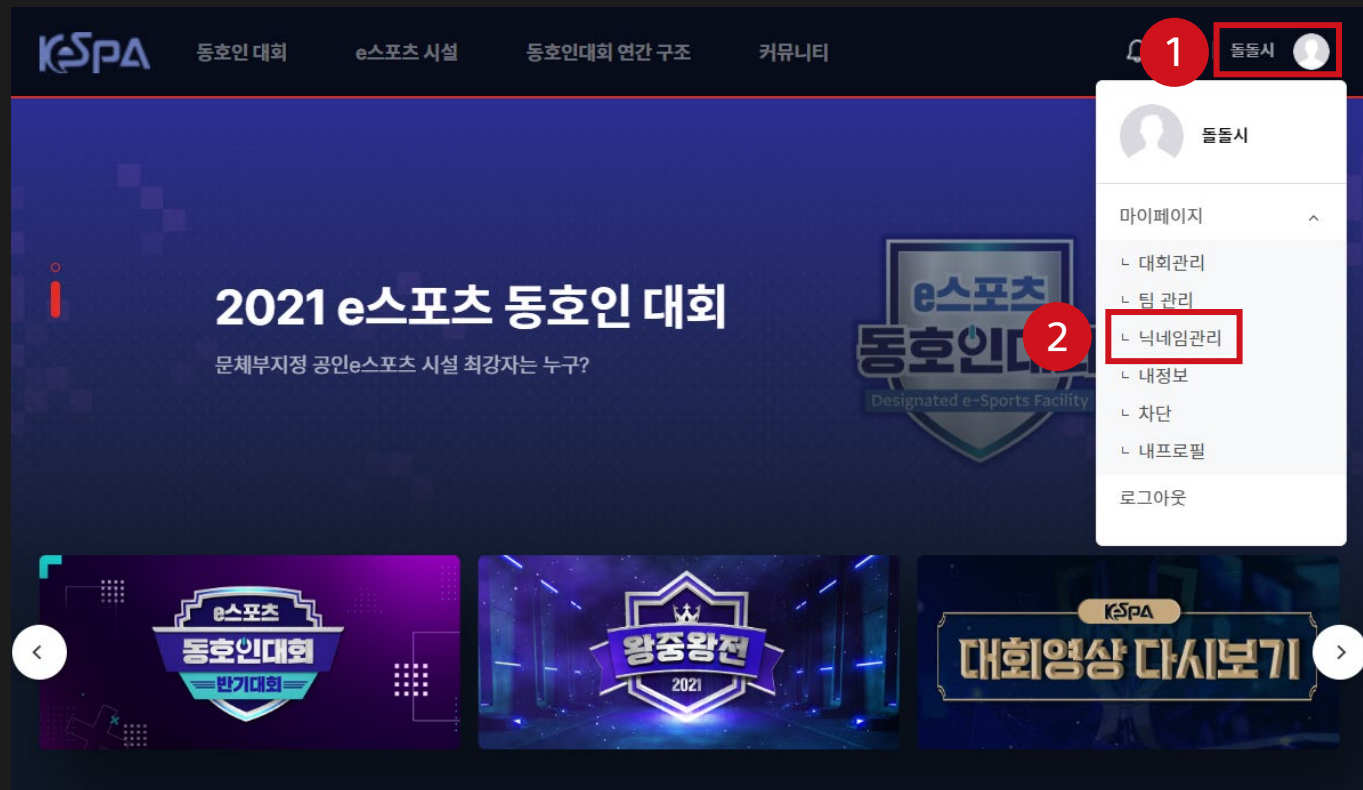 KeSPA
동호인 대회
e스포츠 시설
동호인대회 연간 구조
커뮤니티
1
돌돌시
돌돌시
마이페이지
ㄴ 대회관리
ㄴ 팀 관리
2
ㄴ 닉네임관리
ㄴ 내정보
ㄴ 차단
ㄴ 내프로필
로그아웃
2021 e스포츠 동호인 대회
문체부지정 공인e스포츠 시설 최강자는 누구?
e스포츠
동호인대
Designated e-Sports Facility
e스포츠
동호인대회
반기대회
왕중왕전
2021
KeSPA
대회영상 다시보기